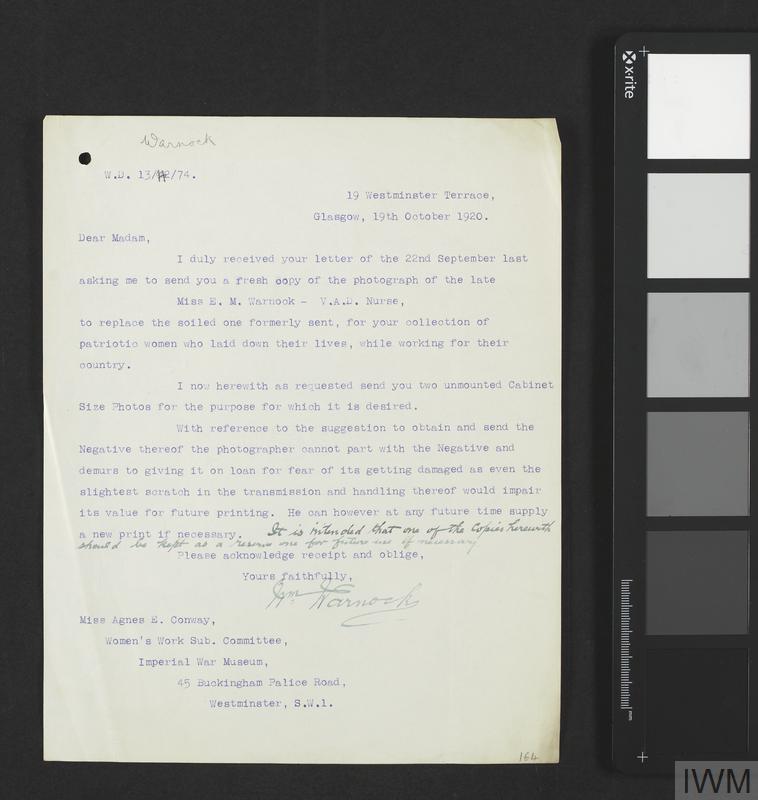 Warnock
W.D. 13/2/74.
19 Westminster Terrace,
Glasgow, 19th October 1920.
Dear Madam,
I duly received your letter of the 22nd September last
asking me to send you a fresh copy of the photograph of the late
Miss E. M. Warnock - V.A.D. Nurse,
to replace the soiled one formerly sent, for your collection of
patriotic women who laid down their lives, while working for their
country.
I now herewith as requested send you two unmounted Cabinet
Size Photos for the purpose for which it is desired.
With reference to the suggestion to obtain and send the
Negative thereof the photographer cannot part with the Negative and
demurs to giving it on loan for fear of its getting damaged as even the
slightest scratch in the transmission and handling thereof would impair
its value for future printing. He can however at any future time supply
a new print if necessary. It is intended that one of the Copies herewith
should be kept as a reserve one for future use if necessary
Please acknowledge receipt and oblige,
Yours faithfully,
Wm Warnock
Miss Agnes E. Conway,
Women's Work Sub. Committee,
Imperial War Museum,
45 Buckingham Palice Road,
Westminster, S.W.1.
164
x-rite
mm
IWM